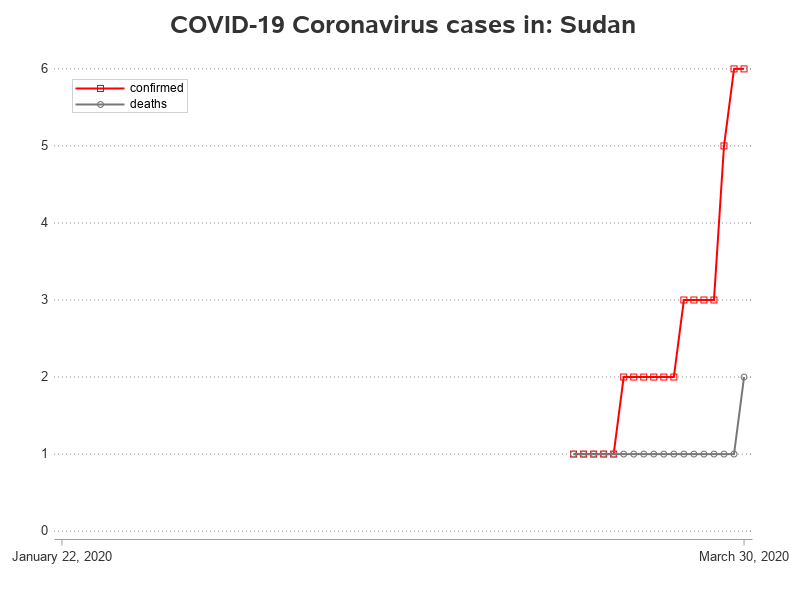 COVID-19 Coronavirus cases in: Sudan
6
confirmed
deaths
5
4
3
2
1
0
January 22, 2020
March 30, 2020